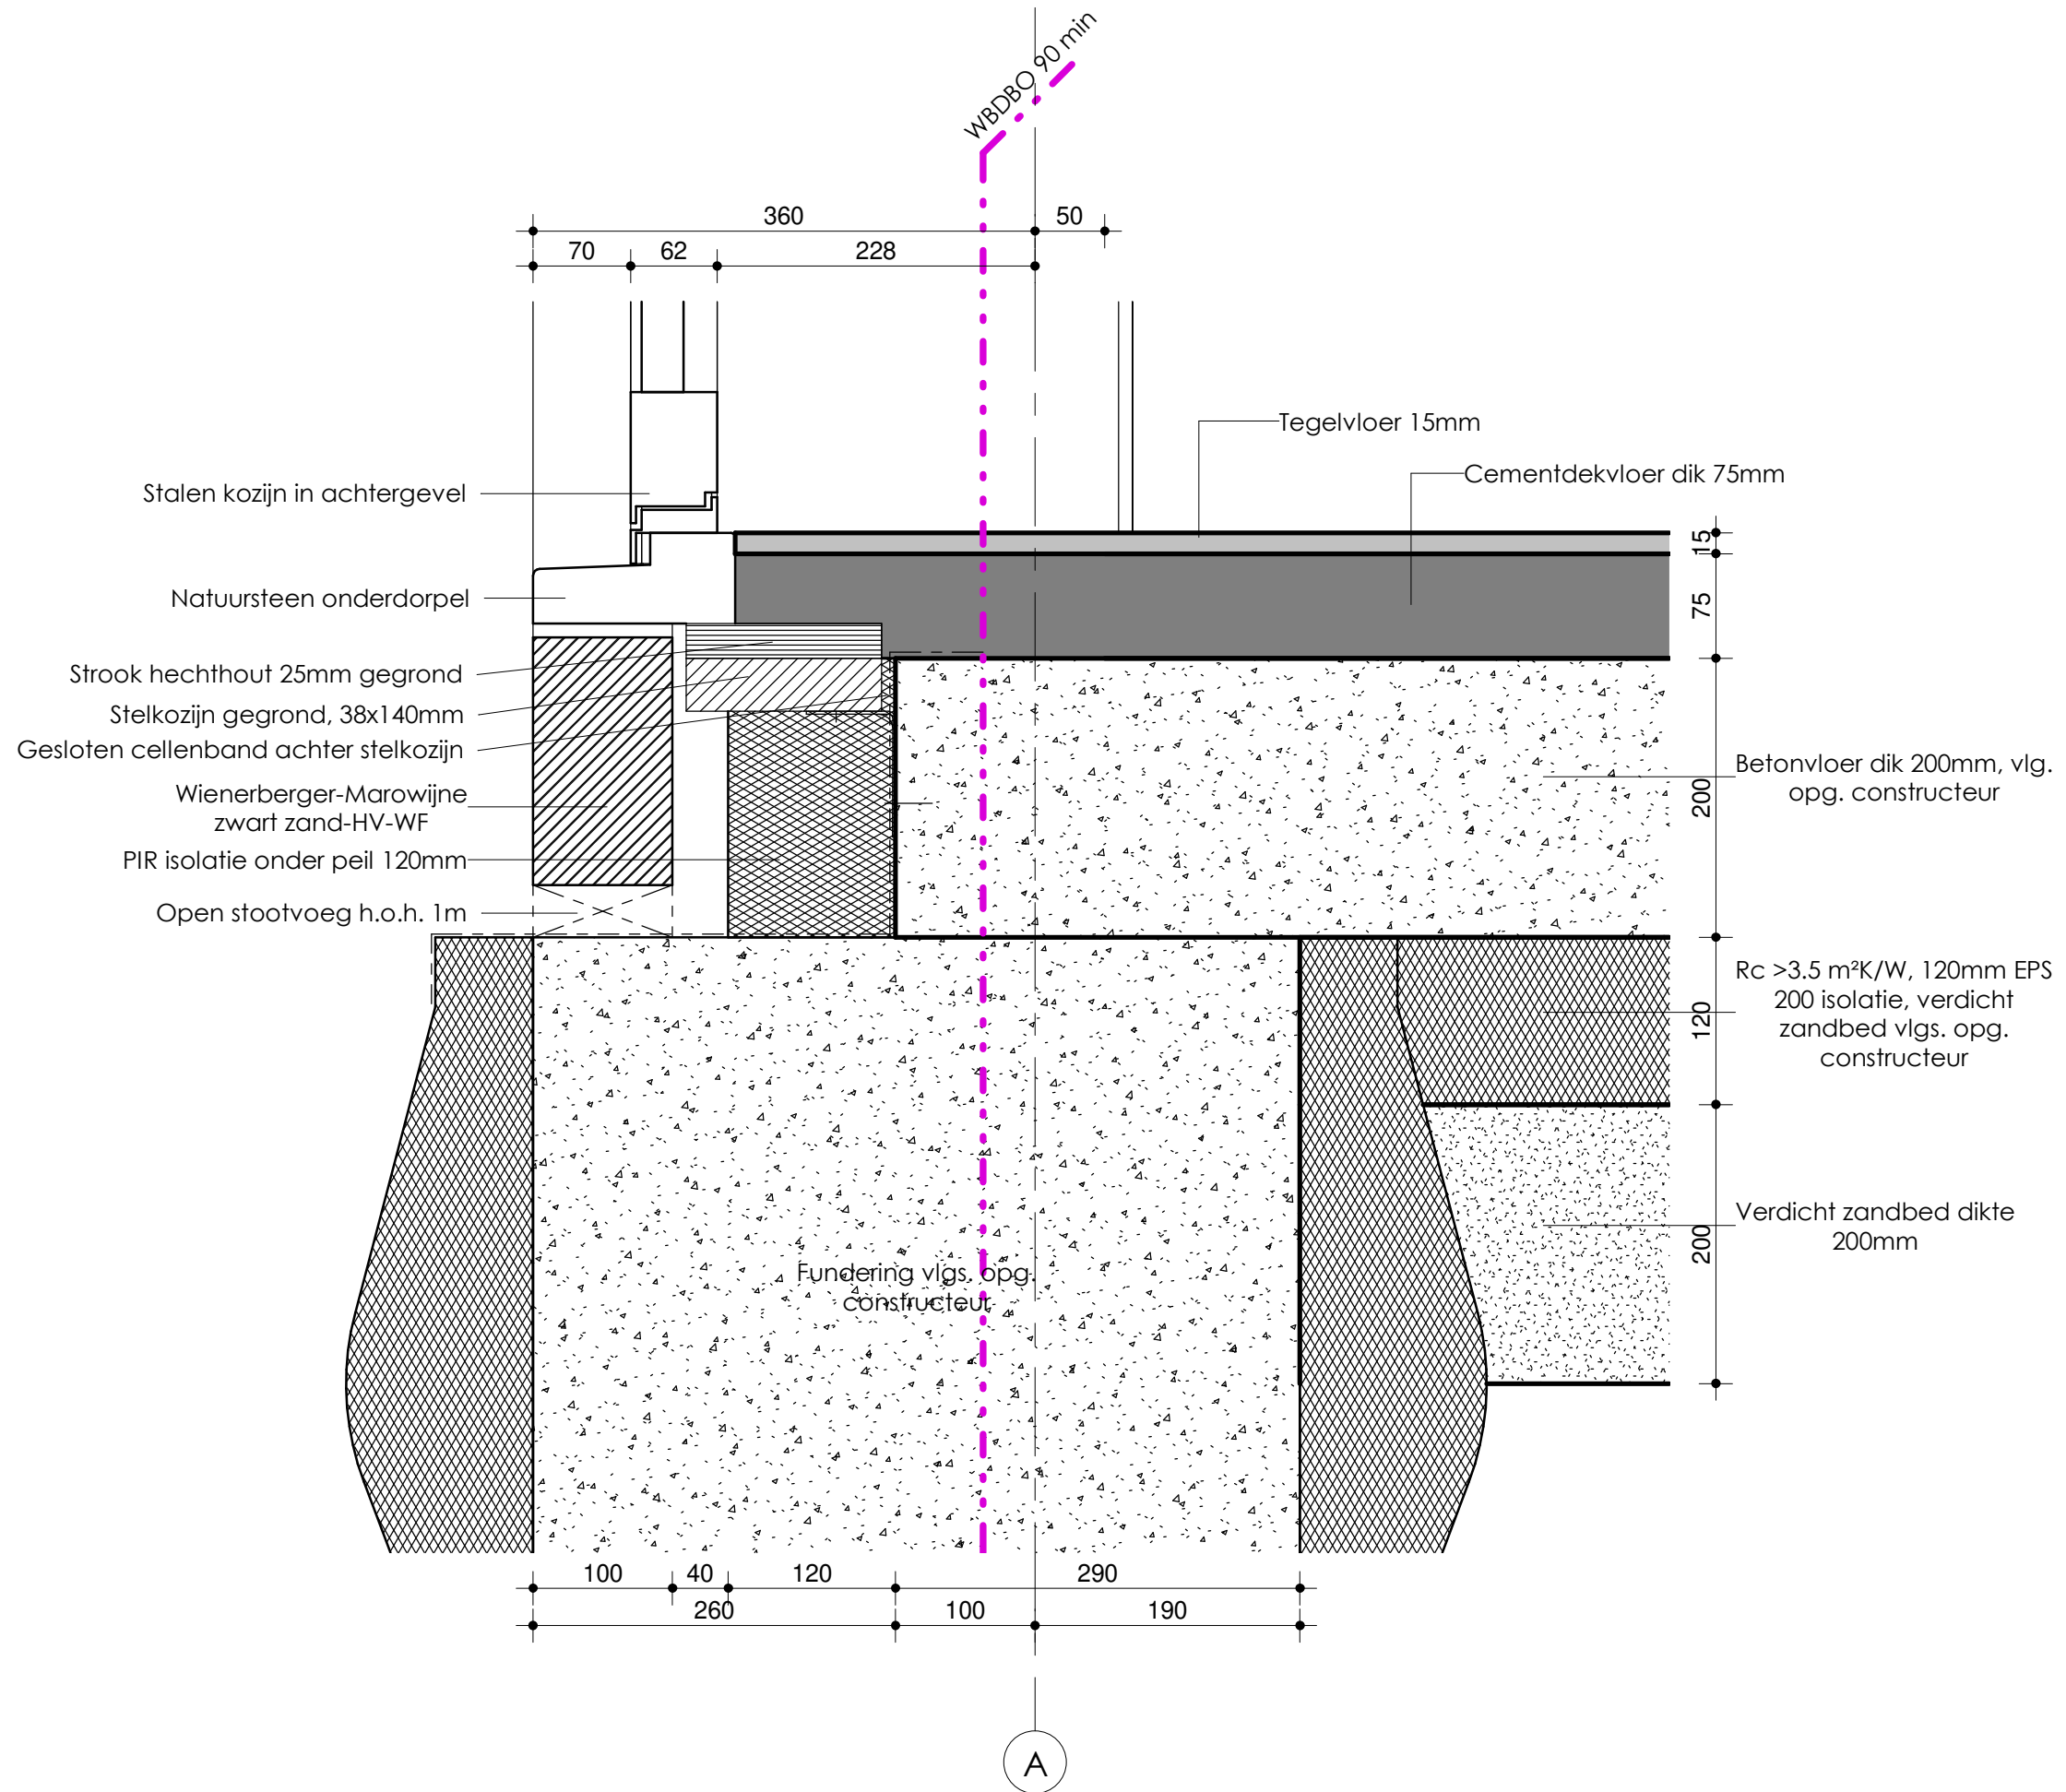 WBDBO 90 min
360
50
70
62
228
Tegelvloer 15mm
Cementdekvloer dik 75mm
Stalen kozijn in achtergevel
15
Natuursteen onderdorpel
75
Strook hechthout 25mm gegrond
Stelkozijn gegrond, 38x140mm
Gesloten cellenband achter stelkozijn
Betonvloer dik 200mm, vlg.
opg. constructeur
200
Wienerberger-Marowijne
zwart zand-HV-WF
PIR isolatie onder peil 120mm
Open stootvoeg h.o.h. 1m
Rc >3.5 m²K/W, 120mm EPS
200 isolatie, verdicht
zandbed vlgs. opg.
constructeur
120
Verdicht zandbed dikte
200mm
200
Fundering vlgs. opg.
constructeur
100
40
120
290
260
100
190
A